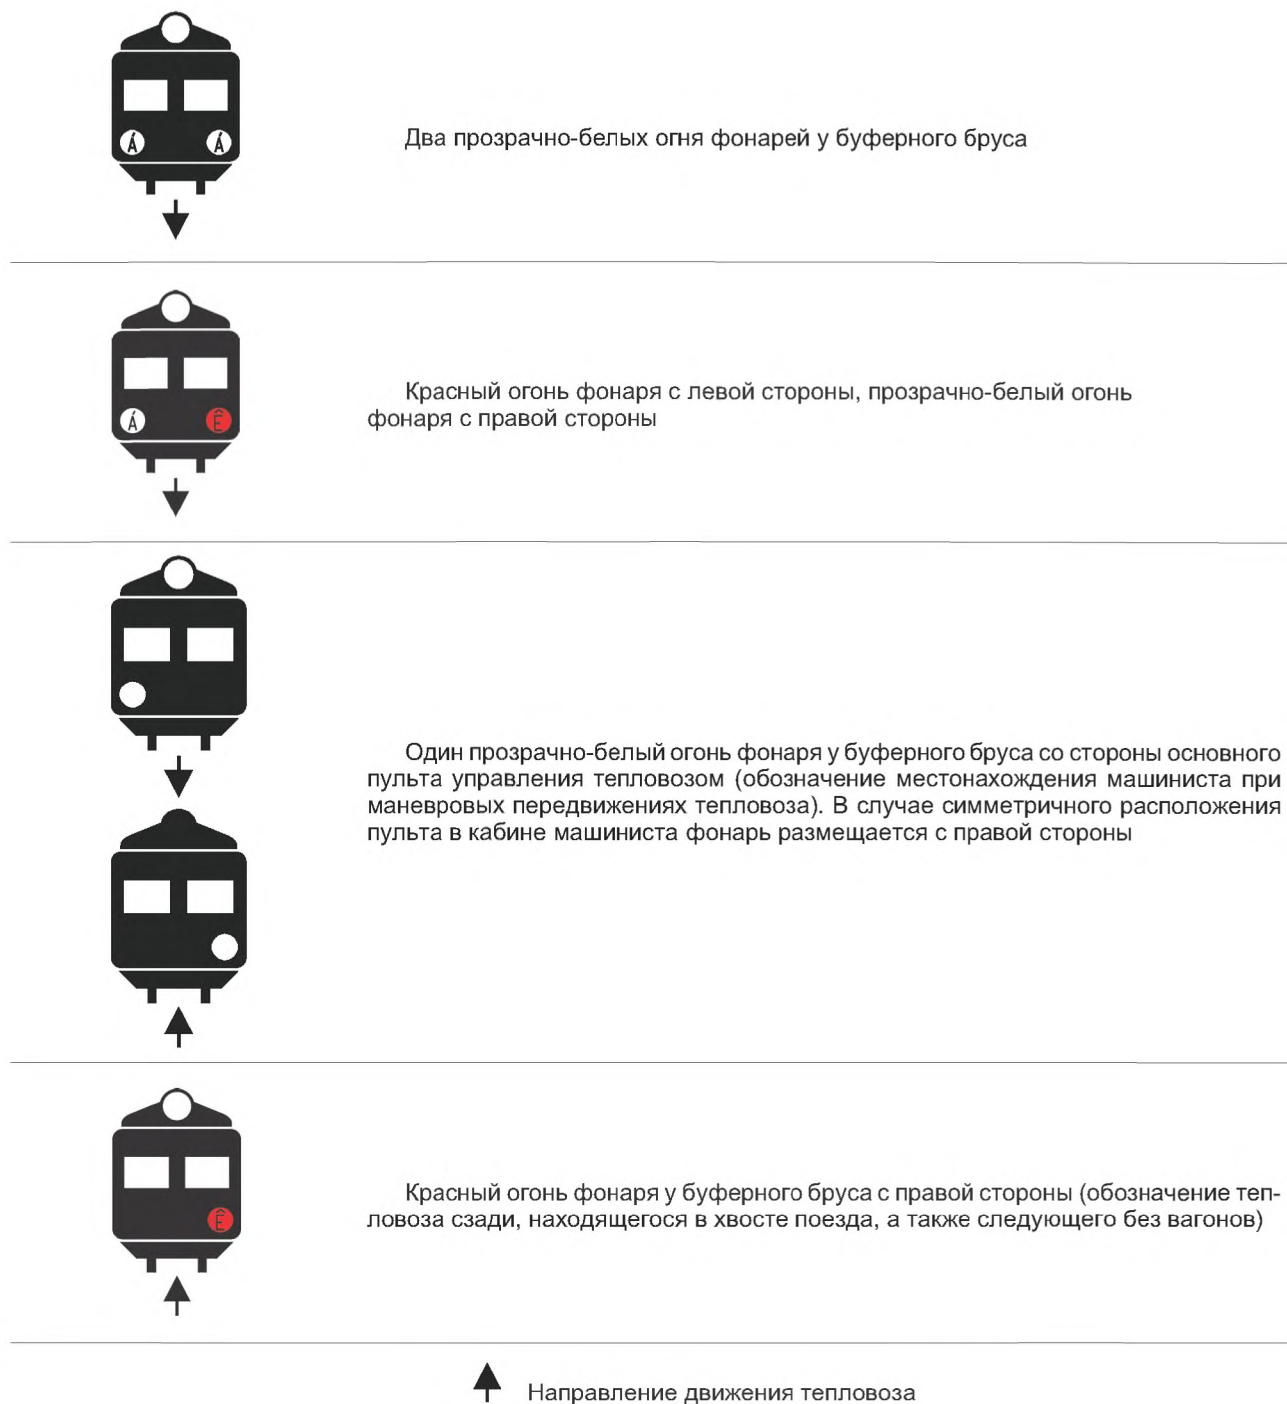 Á Á
Два прозрачно-белых огня фонарей у буферного бруса
Á Ê
Красный огонь фонаря с левой стороны, прозрачно-белый огонь
фонаря с правой стороны
Один прозрачно-белый огонь фонаря у буферного бруса со стороны основного
пульта управления тепловозом (обозначение местонахождения машиниста при
маневровых передвижениях тепловоза). В случае симметричного расположения
пульта в кабине машиниста фонарь размещается с правой стороны
Ê
Красный огонь фонаря у буферного бруса с правой стороны (обозначение теп-
ловоза сзади, находящегося в хвосте поезда, а также следующего без вагонов)
Направление движения тепловоза